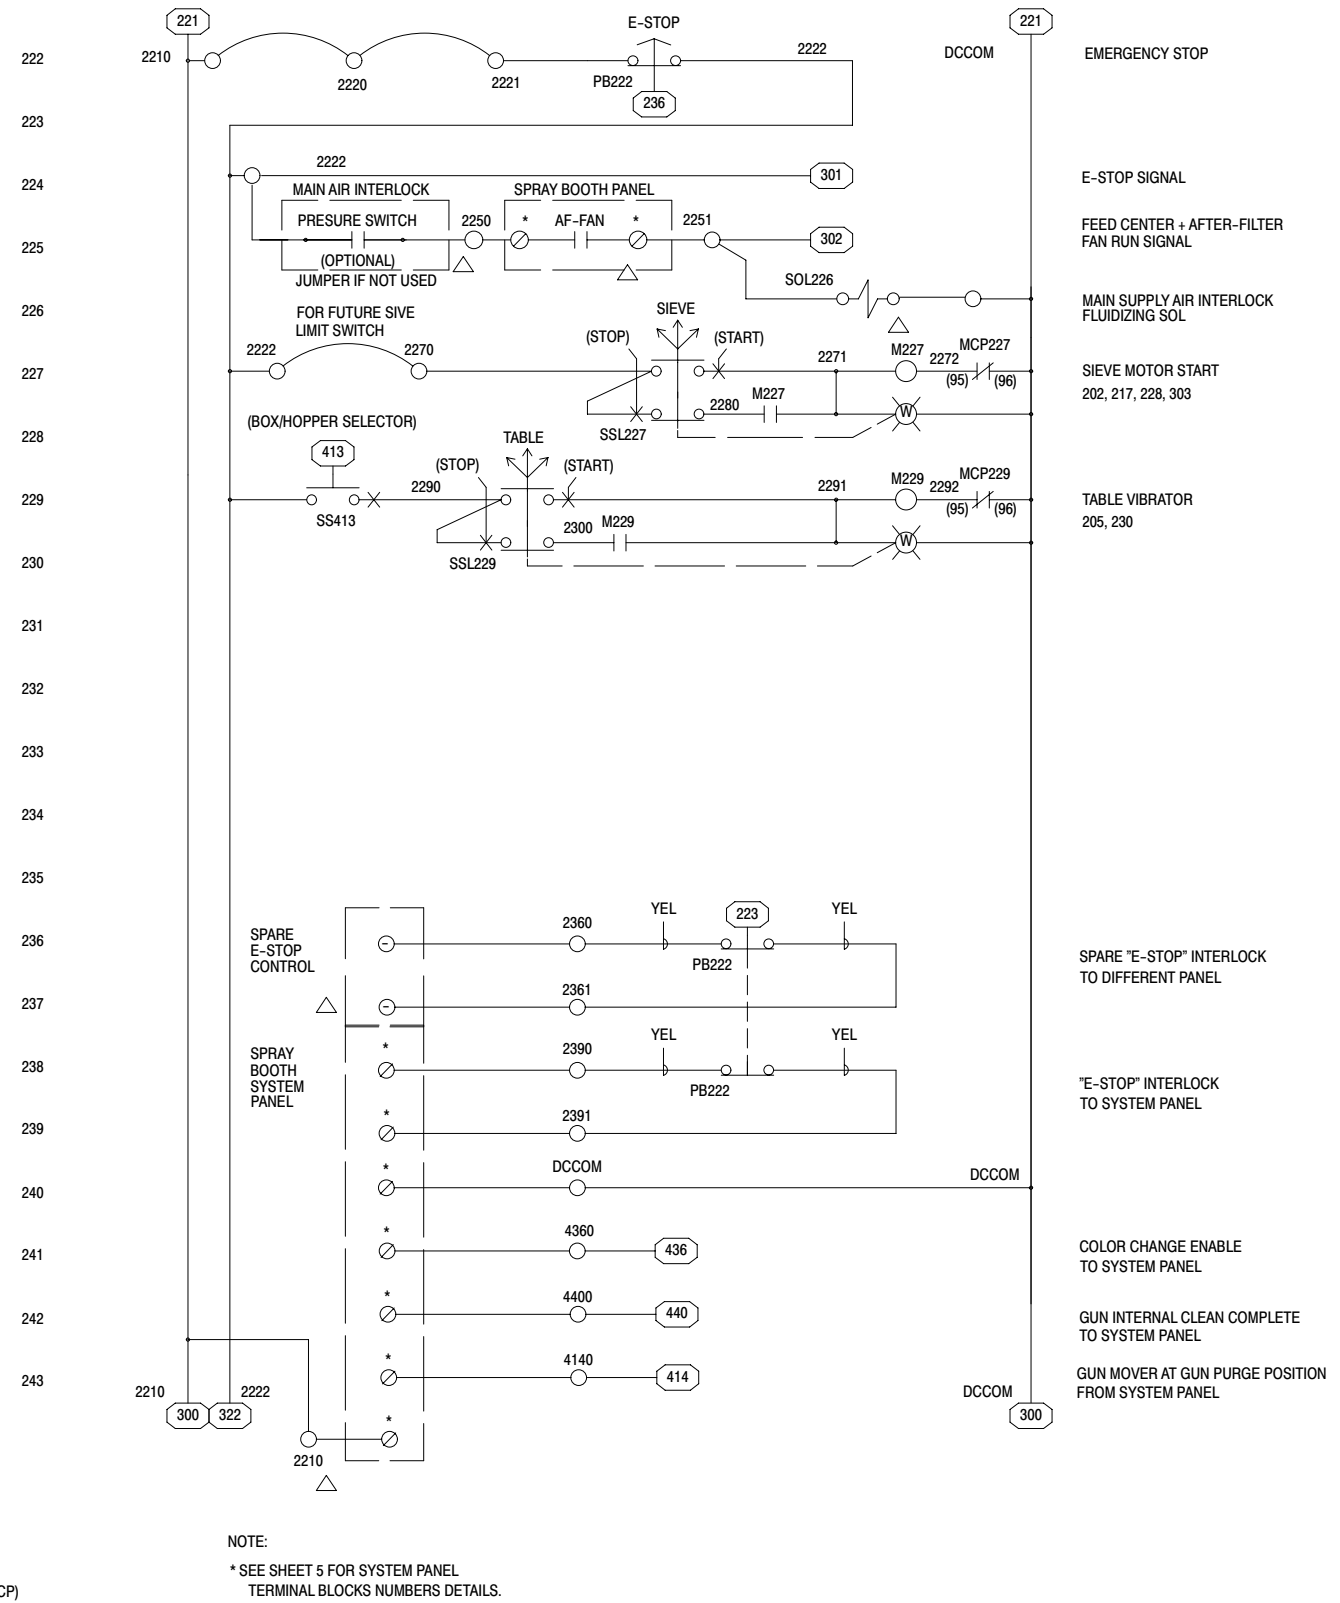 221
221
E-STOP
222
2210
2220
2221
PB222
236
2222
DCCOM
EMERGENCY STOP
223
224
2222
301
E-STOP SIGNAL
MAIN AIR INTERLOCK
SPRAY BOOTH PANEL
225
PRESURE SWITCH
2250
*
AF-FAN
*
2251
302
FEED CENTER + AFTER-FILTER
FAN RUN SIGNAL
(OPTIONAL)
JUMPER IF NOT USED
SOL226
226
MAIN SUPPLY AIR INTERLOCK
FLUIDIZING SOL
FOR FUTURE SIVE
LIMIT SWITCH
SIEVE
(STOP)
(START)
227
2222
2270
2271
M227
2272
MCP227
(95)
(96)
SIEVE MOTOR START
202, 217, 228, 303
2280
M227
W
SSL227
228
(BOX/HOPPER SELECTOR)
413
TABLE
(STOP)
(START)
229
SS413
2290
2291
M229
2292
MCP229
(95)
(96)
TABLE VIBRATOR
205, 230
2300
M229
W
SSL229
230
231
232
233
234
235
236
SPARE
E-STOP
CONTROL
2360
YEL
223
YEL
PB222
SPARE "E-STOP" INTERLOCK
TO DIFFERENT PANEL
237
2361
238
SPRAY
BOOTH
SYSTEM
PANEL
*
2390
YEL
YEL
PB222
"E-STOP" INTERLOCK
TO SYSTEM PANEL
239
*
2391
240
*
DCCOM
DCCOM
241
*
4360
436
COLOR CHANGE ENABLE
TO SYSTEM PANEL
242
*
4400
440
GUN INTERNAL CLEAN COMPLETE
TO SYSTEM PANEL
243
*
4140
414
GUN MOVER AT GUN PURGE POSITION
FROM SYSTEM PANEL
2210
2222
DCCOM
300
322
300
*
2210
NOTE:
* SEE SHEET 5 FOR SYSTEM PANEL
TERMINAL BLOCKS NUMBERS DETAILS.
CP)